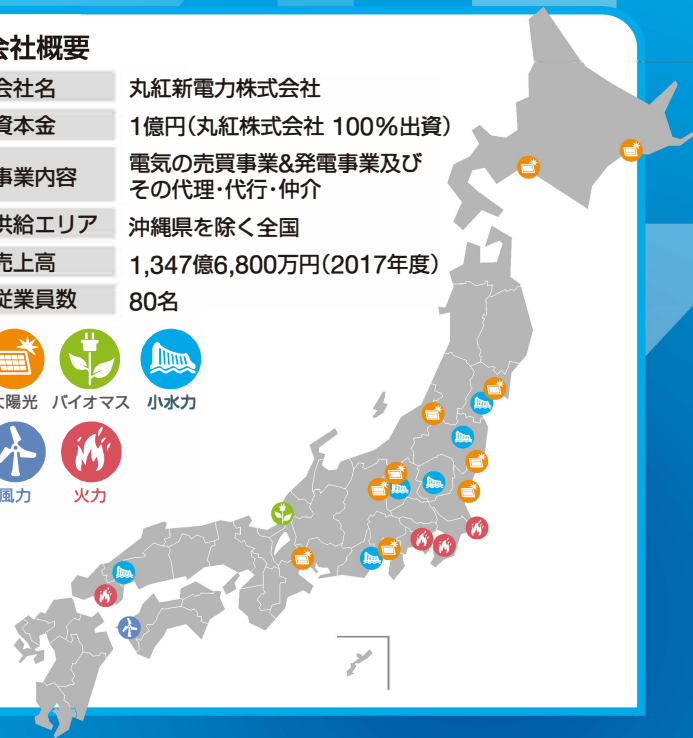 会社概要
会社名 丸紅新電力株式会社
資本金 1億円(丸紅株式会社 100%出資)
事業内容 電気の売買事業&発電事業及び
その代理・代行・仲介
供給エリア 沖縄県を除く全国
売上高 1,347億6,800万円(2017年度)
従業員数 80名
太陽光 バイオマス 小水力
風力 火力